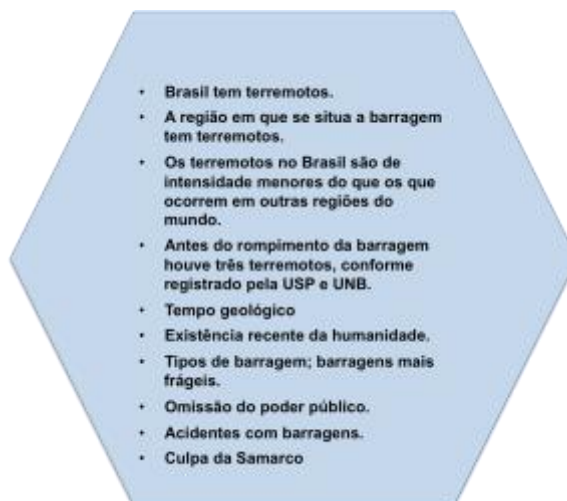 • Brasil tem terremotos.
• A região em que se situa a barragem
tem terremotos.
• Os terremotos no Brasil são de
intensidade menores do que os que
ocorrem em outras regiões do
mundo.
• Antes do rompimento da barragem
houve três terremotos, conforme
registrado pela USP e UNB.
• Tempo geológico
• Existência recente da humanidade.
• Tipos de barragem; barragens mais
frágeis.
• Omissão do poder público.
• Acidentes com barragens.
• Culpa da Samarco